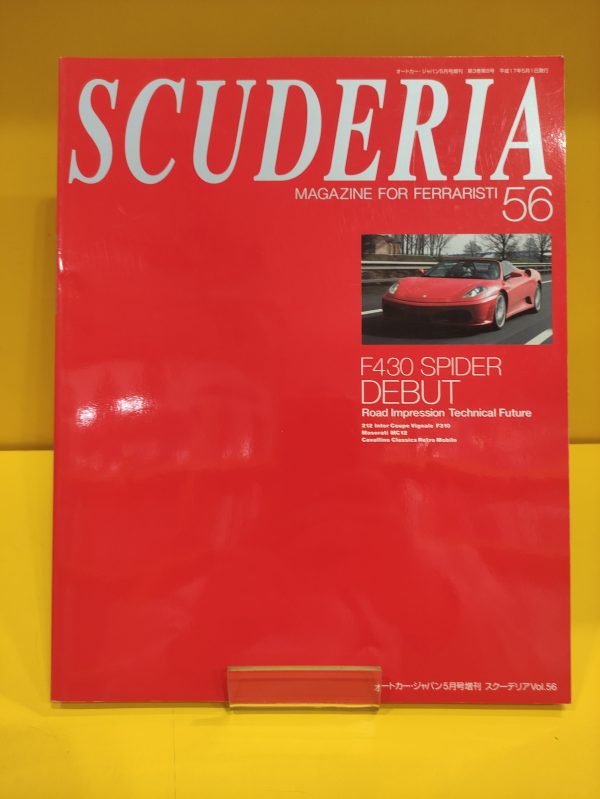 オートカー・ジャパン5月号増刊 第3巻第8号 平成17年5月1日発行
SCUDERIA
MAGAZINE FOR FERRARISTI 56
F430 SPIDER
DEBUT
Road Impression Technical Future
212 Inter Coupe Vignale F310
Maserati MC12
Cavallino Classics Retro Mobile
オートカー・ジャパン5月号増刊 スクーデリアVol.56